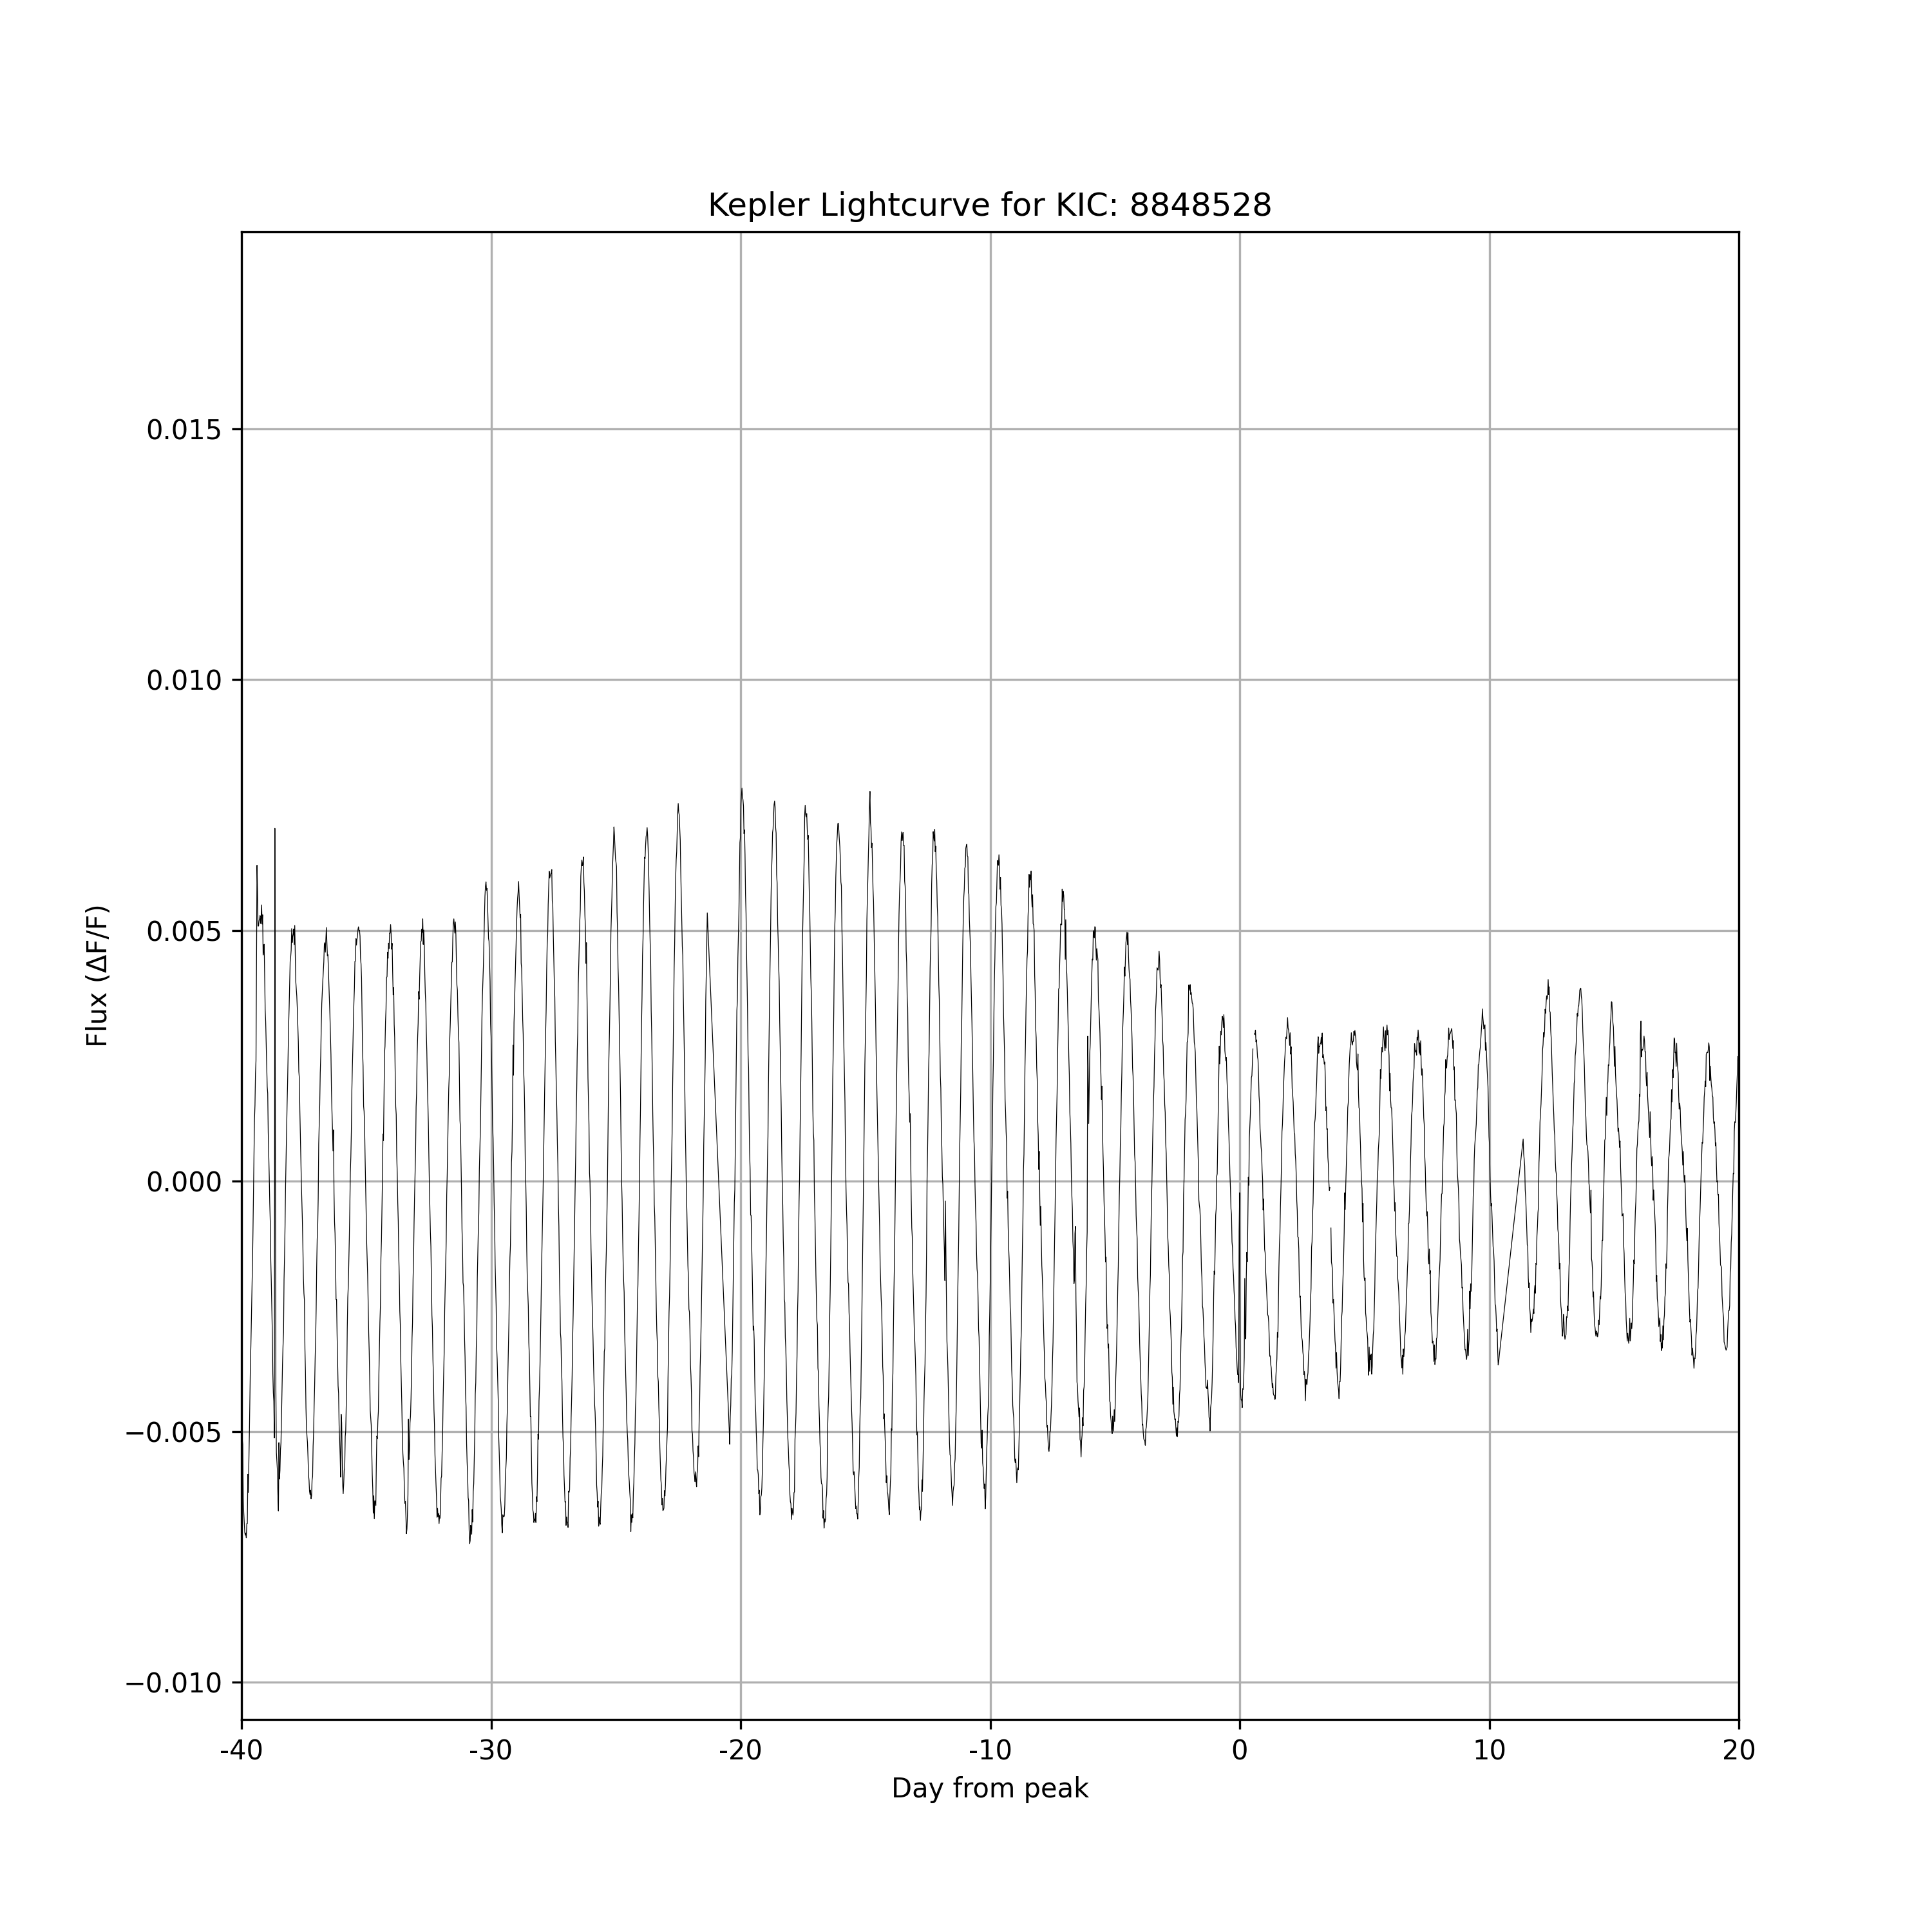 Kepler Lightcurve for KIC: 8848528
Flux (ΔF/F)
0.015
0.010
0.005
0.000
−0.005
−0.010
-40 -30 -20 -10 0 10 20
Day from peak